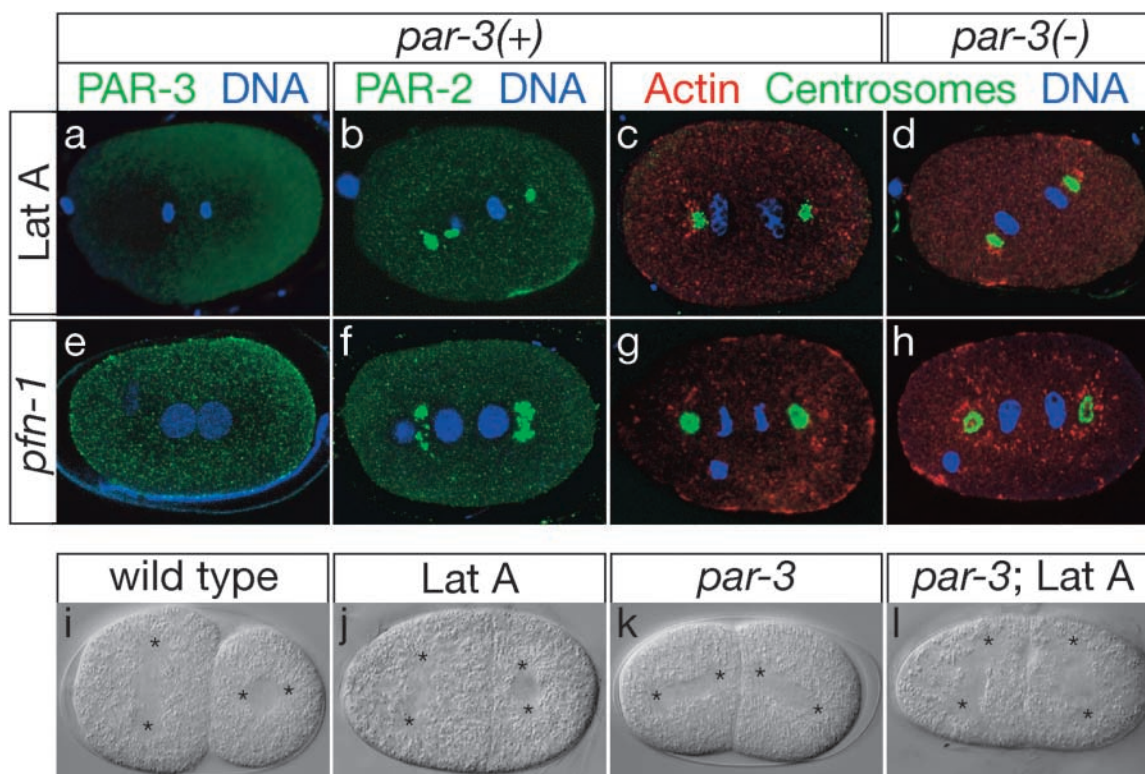 par-3(+) par-3(-)
PAR-3 DNA PAR-2 DNA Actin Centrosomes DNA
Lat A
a b c d
pfn-1
e f g h
wild type Lat A par-3 par-3; Lat A
i j k l
* * * * * * * * * * * * * * * *